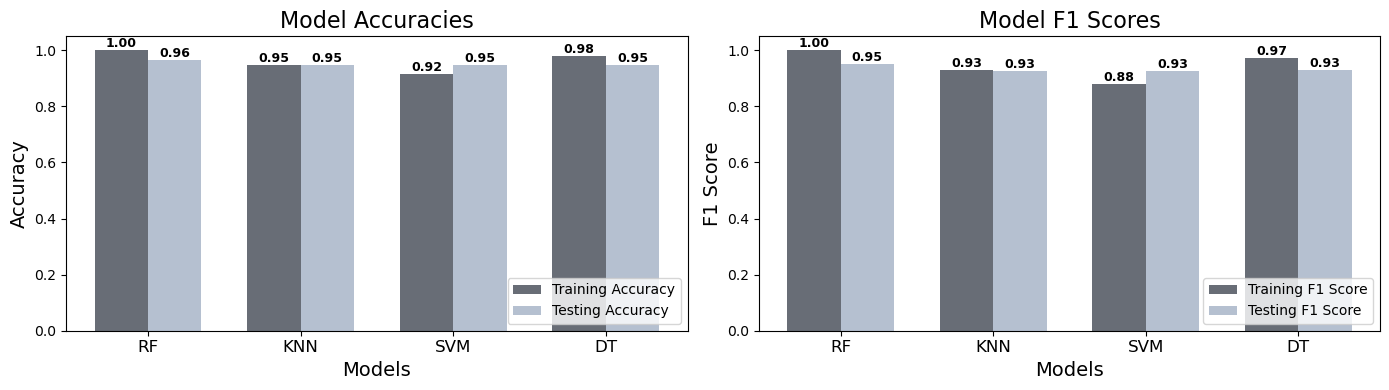 Model Accuracies
1.00
0.96
0.95
0.95
0.92
0.95
0.98
0.95
1.0
0.8
0.6
0.4
0.2
0.0
Accuracy
Training Accuracy
Testing Accuracy
RF KNN SVM DT
Models
Model F1 Scores
1.00
0.95
0.93
0.93
0.88
0.93
0.97
0.93
1.0
0.8
0.6
0.4
0.2
0.0
F1 Score
Training F1 Score
Testing F1 Score
RF KNN SVM DT
Models